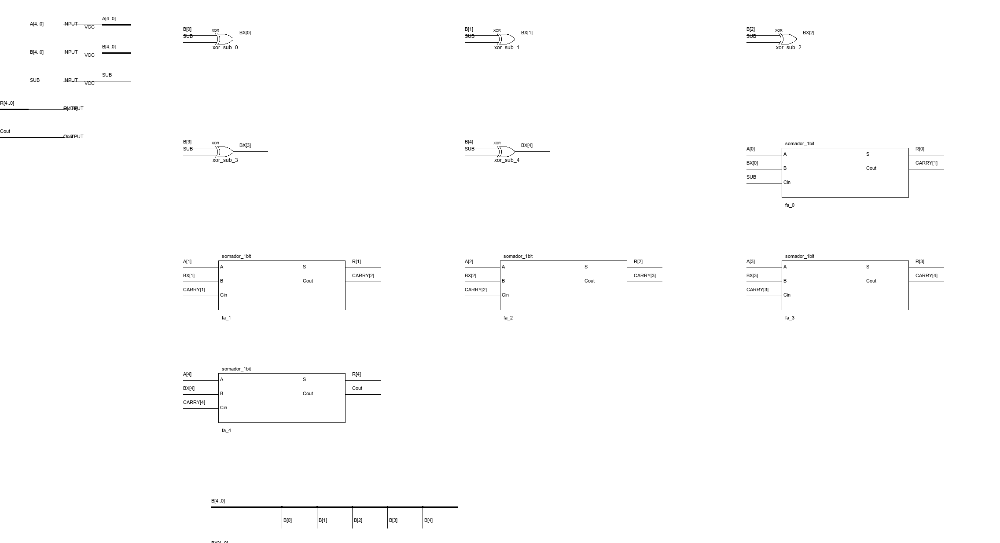 A[4..0] INPUT VCC A[4..0]
B[4..0] INPUT VCC B[4..0]
SUB INPUT VCC SUB
R[4..0] R[4..0] OUTPUT
Cout Cout OUTPUT
B[0] XOR BX[0]
SUB
xor_sub_0
B[1] XOR BX[1]
SUB
xor_sub_1
B[2] XOR BX[2]
SUB
xor_sub_2
B[3] XOR BX[3]
SUB
xor_sub_3
B[4] XOR BX[4]
SUB
xor_sub_4
somador_1bit
A[0] A S R[0]
BX[0] B Cout CARRY[1]
SUB Cin
fa_0
somador_1bit
A[1] A S R[1]
BX[1] B Cout CARRY[2]
CARRY[1] Cin
fa_1
somador_1bit
A[2] A S R[2]
BX[2] B Cout CARRY[3]
CARRY[2] Cin
fa_2
somador_1bit
A[3] A S R[3]
BX[3] B Cout CARRY[4]
CARRY[3] Cin
fa_3
somador_1bit
A[4] A S R[4]
BX[4] B Cout Cout
CARRY[4] Cin
fa_4
B[4..0]
B[0] B[1] B[2] B[3] B[4]
BX[4..0]